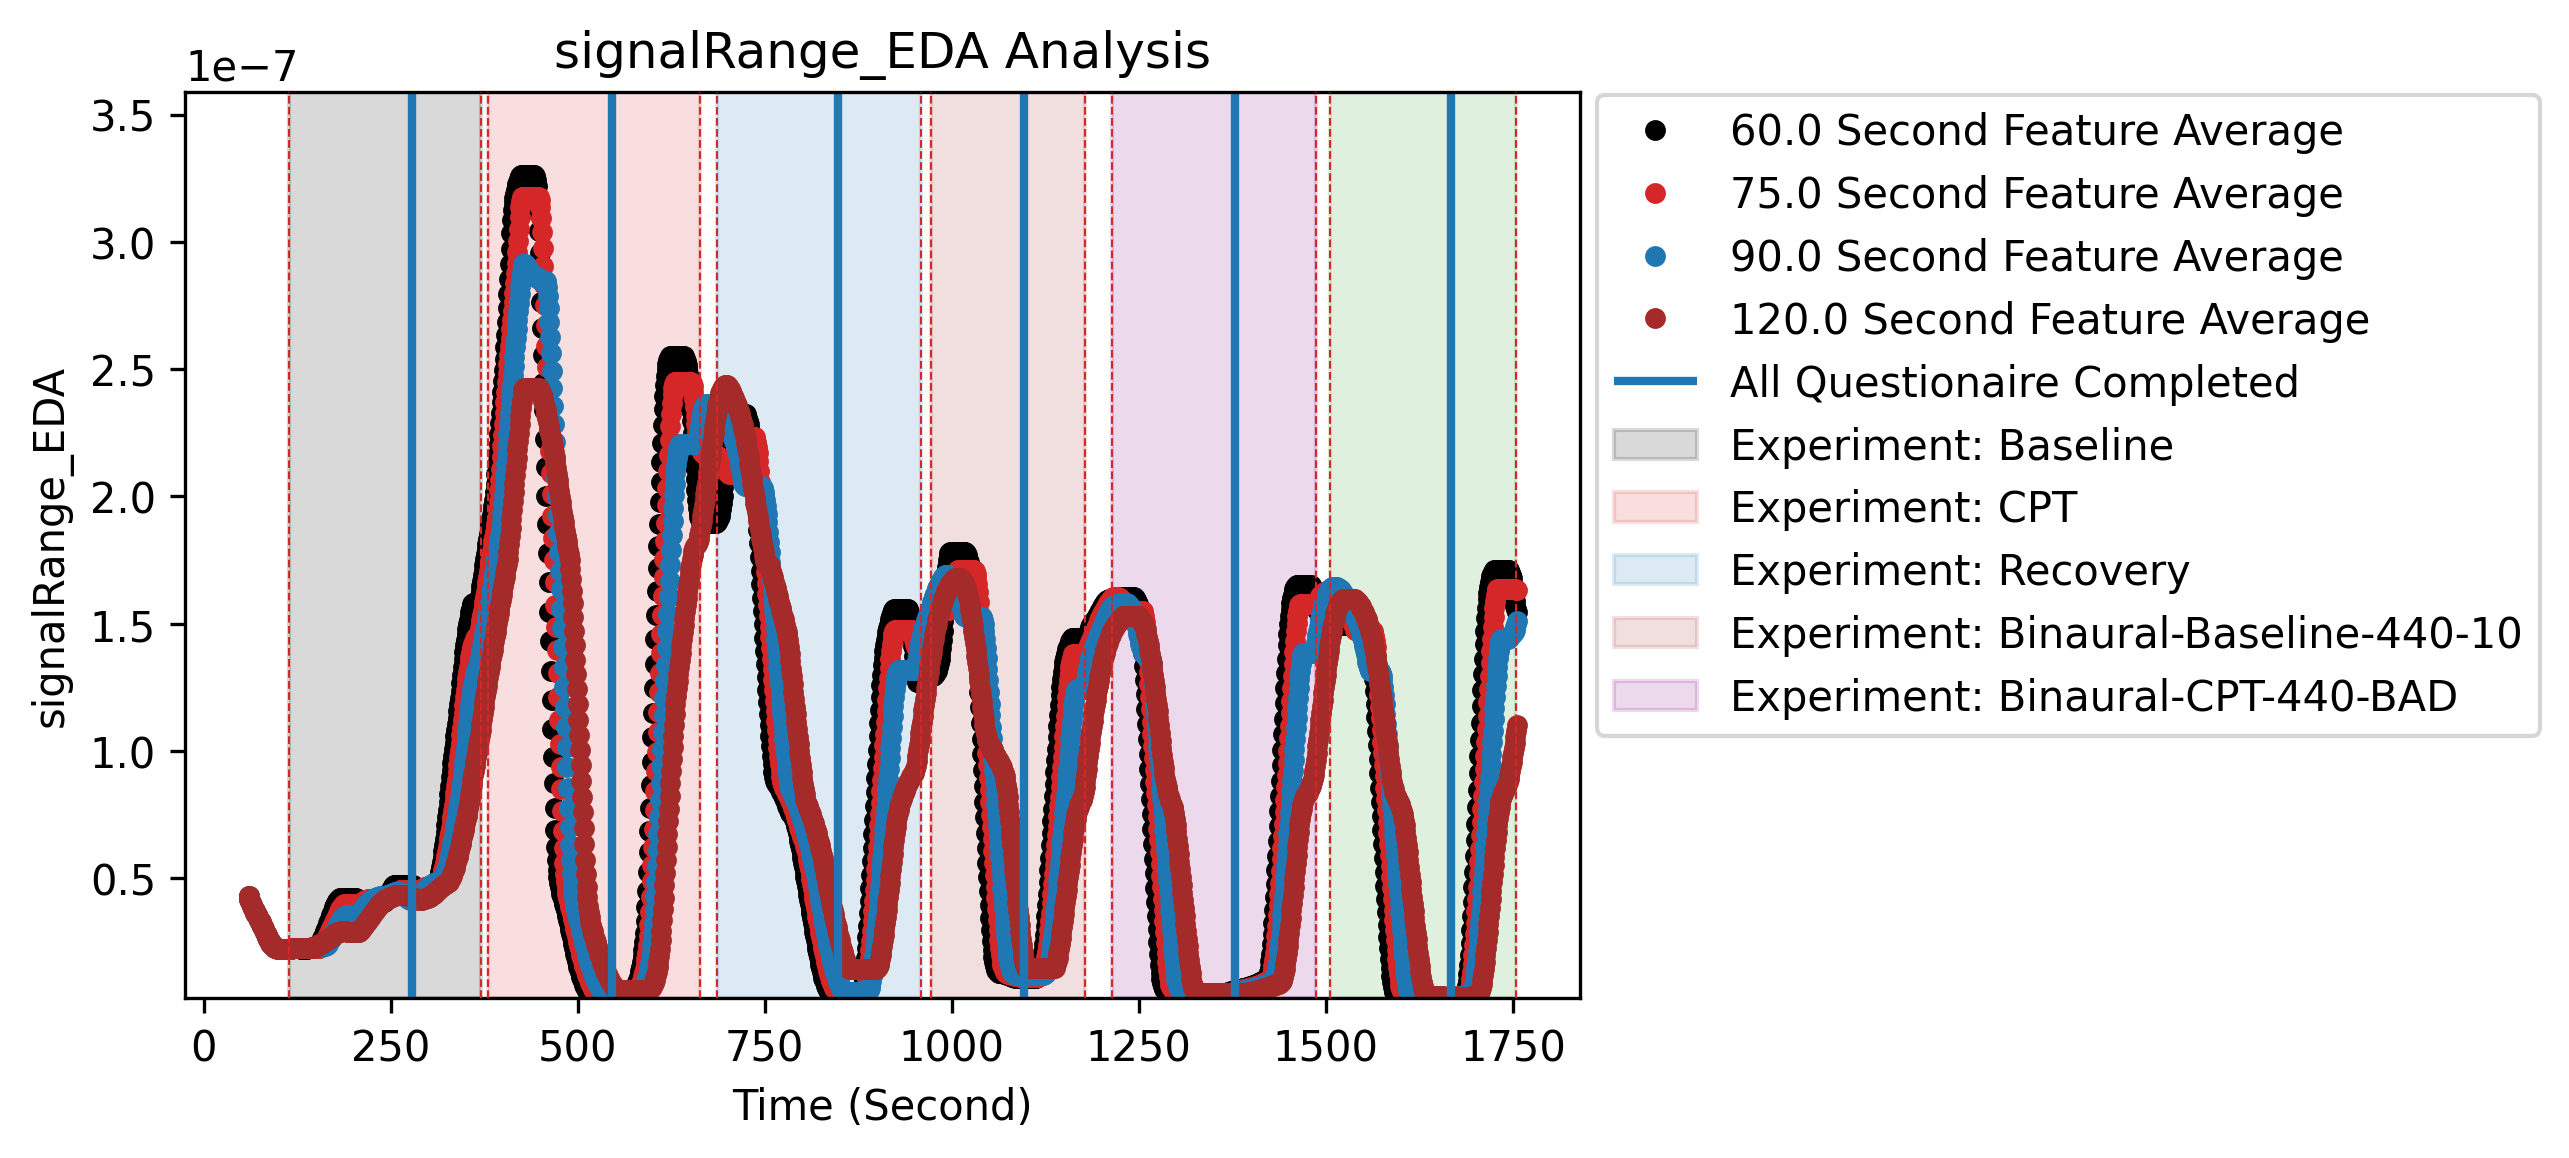 signalRange_EDA Analysis
1e−7
3.5
3.0
2.5
2.0
1.5
1.0
0.5
signalRange_EDA
0 250 500 750 1000 1250 1500 1750
Time (Second)
60.0 Second Feature Average
75.0 Second Feature Average
90.0 Second Feature Average
120.0 Second Feature Average
All Questionaire Completed
Experiment: Baseline
Experiment: CPT
Experiment: Recovery
Experiment: Binaural-Baseline-440-10
Experiment: Binaural-CPT-440-BAD